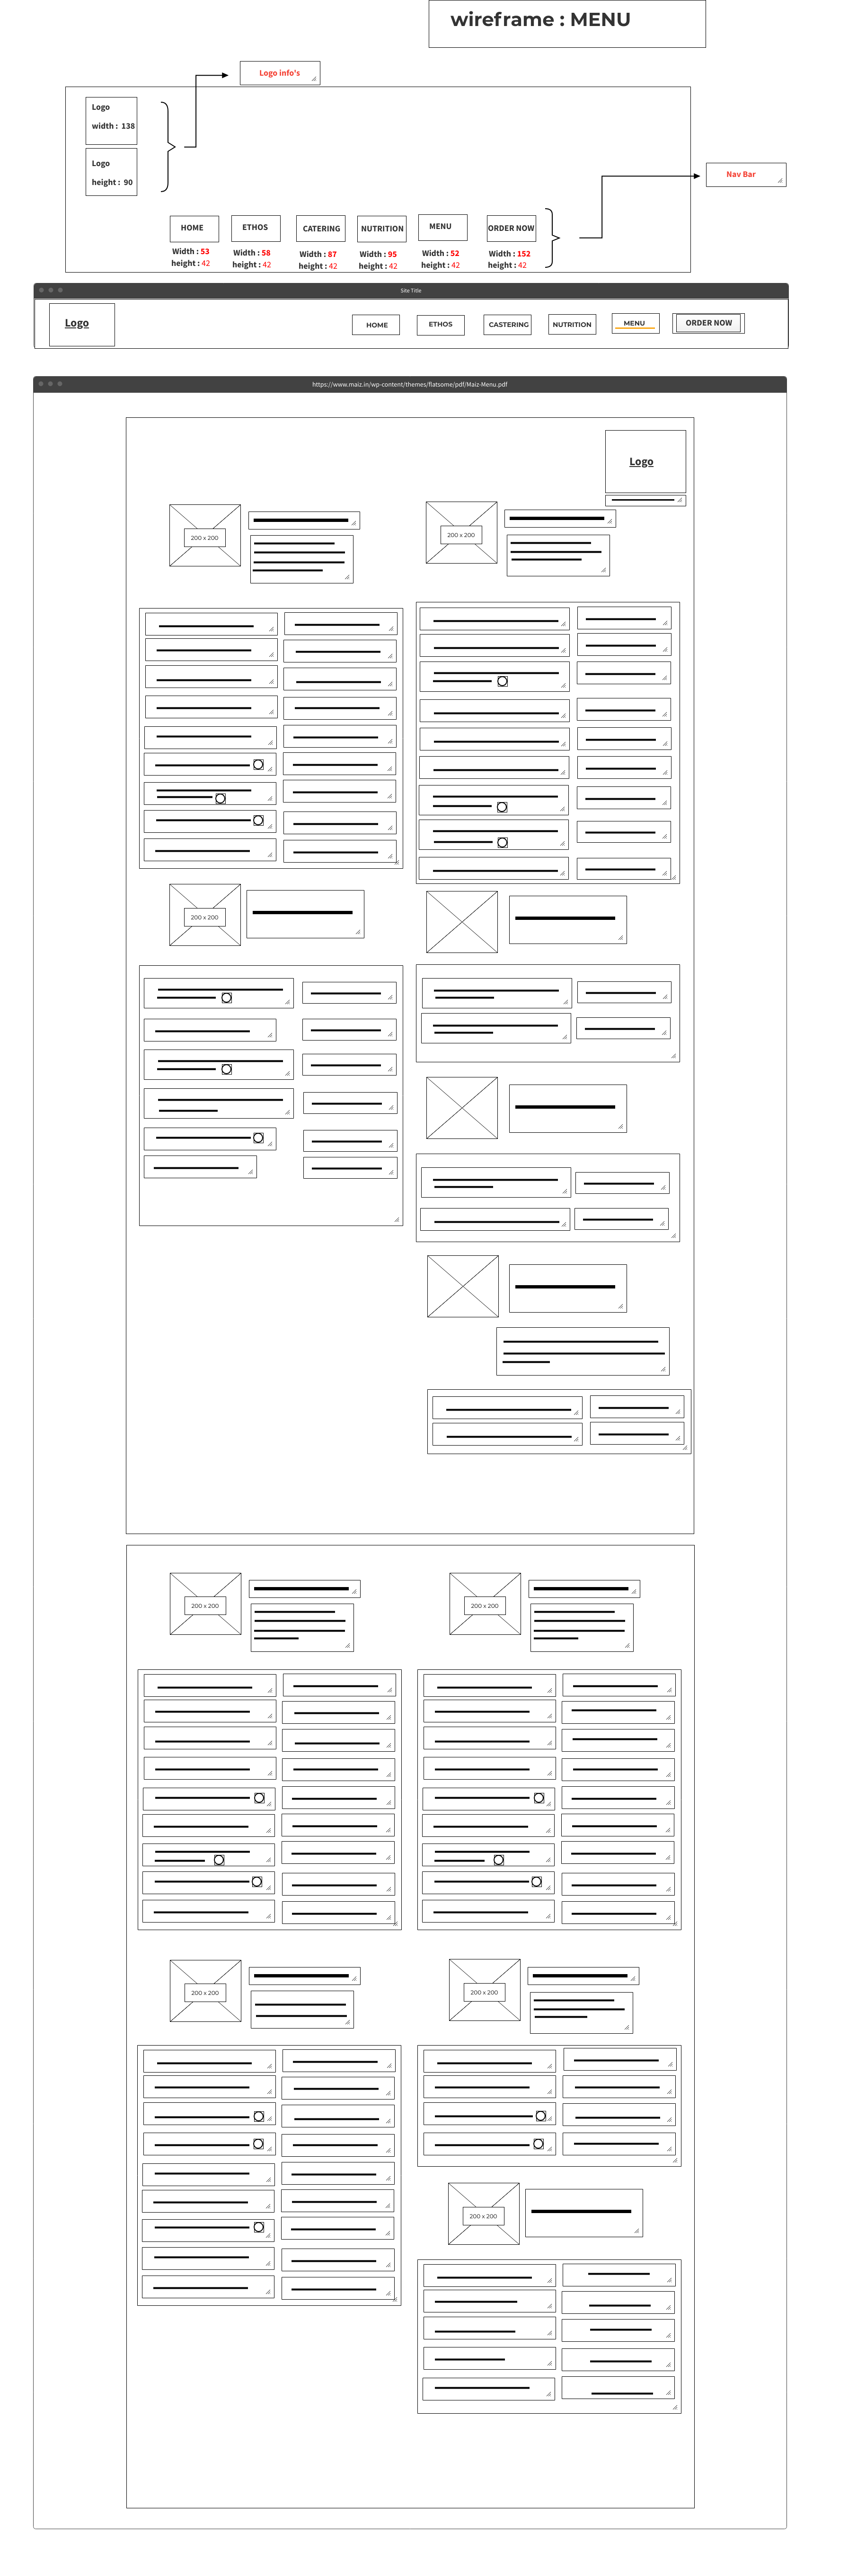 wireframe : MENU
Logo info's
Logo
width : 138
Logo
height : 90
Nav Bar
HOME ETHOS CATERING NUTRITION MENU ORDER NOW
Width : 53 Width : 58 Width : 87 Width : 95 Width : 52 Width : 152
height : 42 height : 42 height : 42 height : 42 height : 42 height : 42
Site Title
Logo HOME ETHOS CASTERING NUTRITION MENU ORDER NOW
https://www.maiz.in/wp-content/themes/flatsome/pdf/Maiz-Menu.pdf
Logo
200 x 200 200 x 200
200 x 200
200 x 200 200 x 200
200 x 200 200 x 200
200 x 200